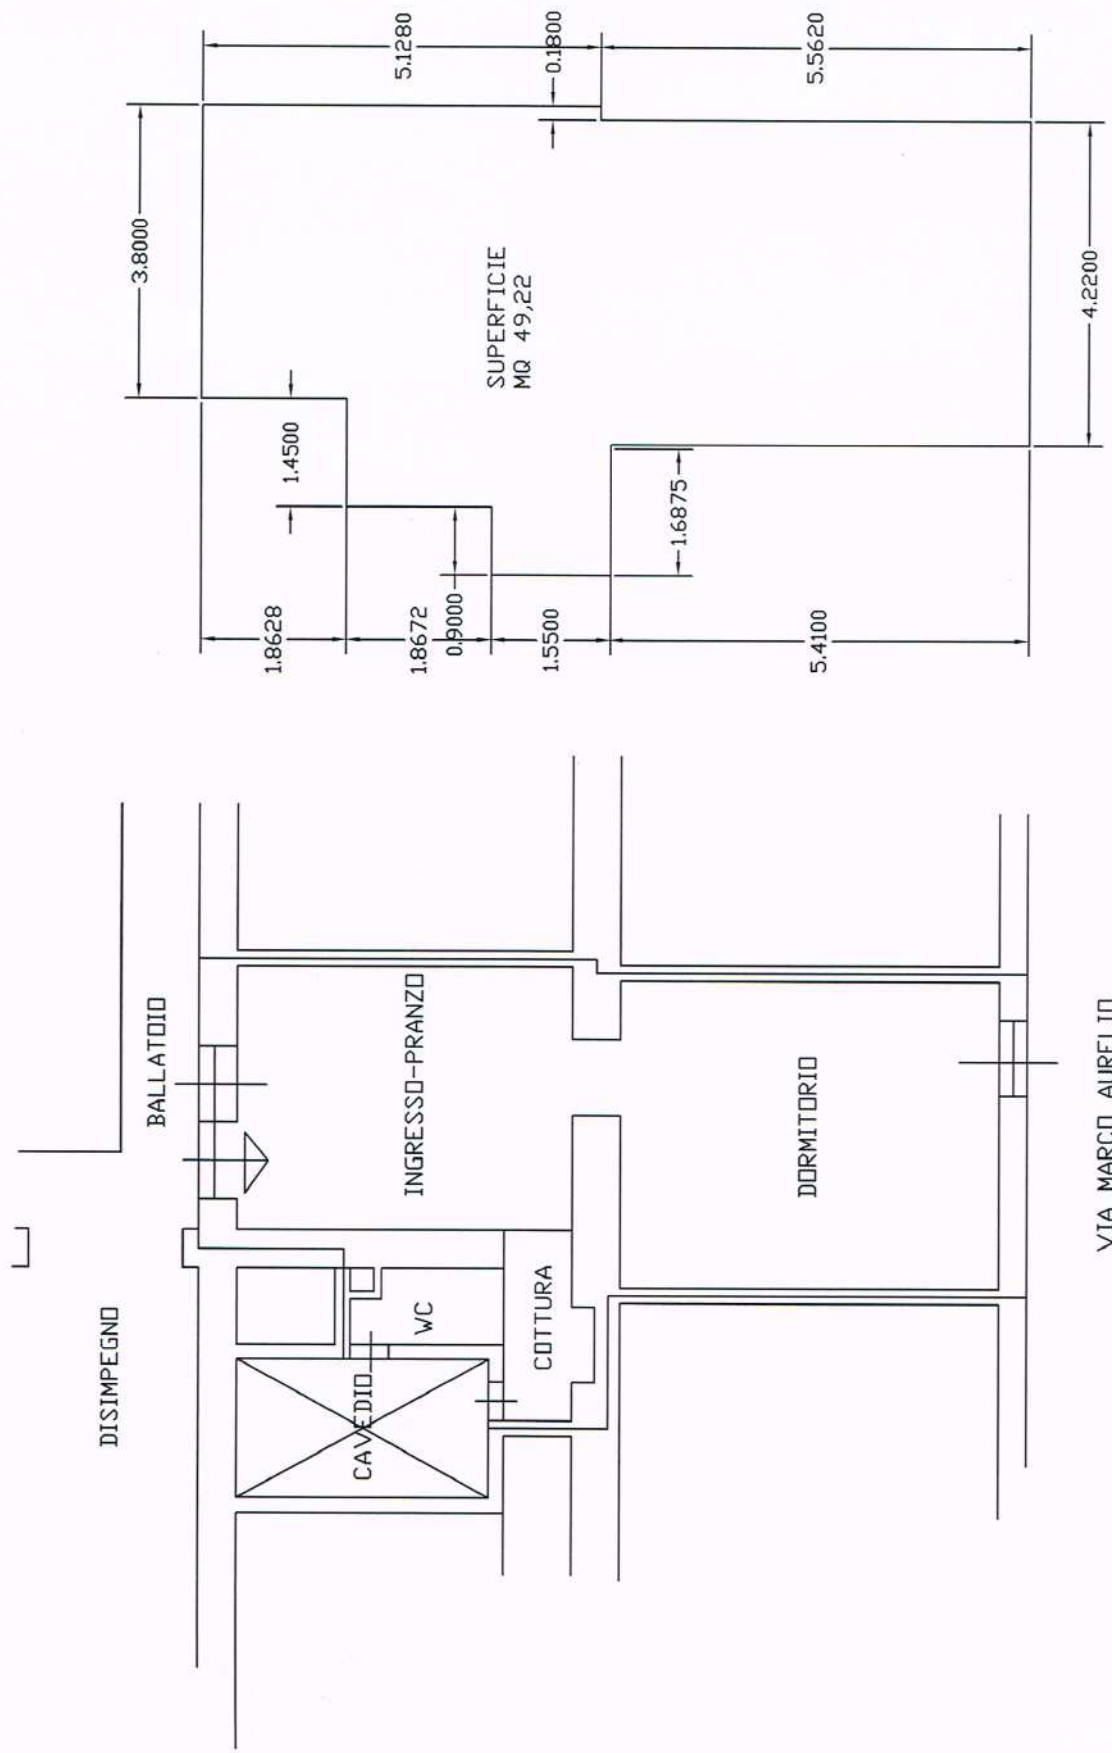 DISIMPEGNO
BALLATOIO
CAVEDIO
WC
COTTURA
INGRESSO-PRANZO
DORMITORIO
VIA MARCO AURELIO
3.8000
1.4500
1.8628
1.8672
0.9000
1.5500
1.6875
5.4100
SUPERFICIE
MQ 49,22
5.1280
0.1800
5.5620
4.2200